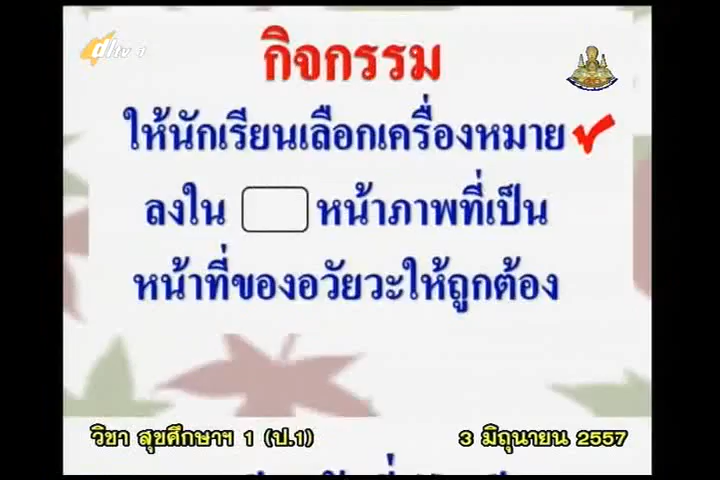 dltv 1
กิจกรรม
ให้นักเรียนเลือกเครื่องหมาย ✓
ลงใน หน้าภาพที่เป็น
หน้าที่ของอวัยวะให้ถูกต้อง
วิชา สุขศึกษาฯ 1 (ป.1)
3 มิถุนายน 2557